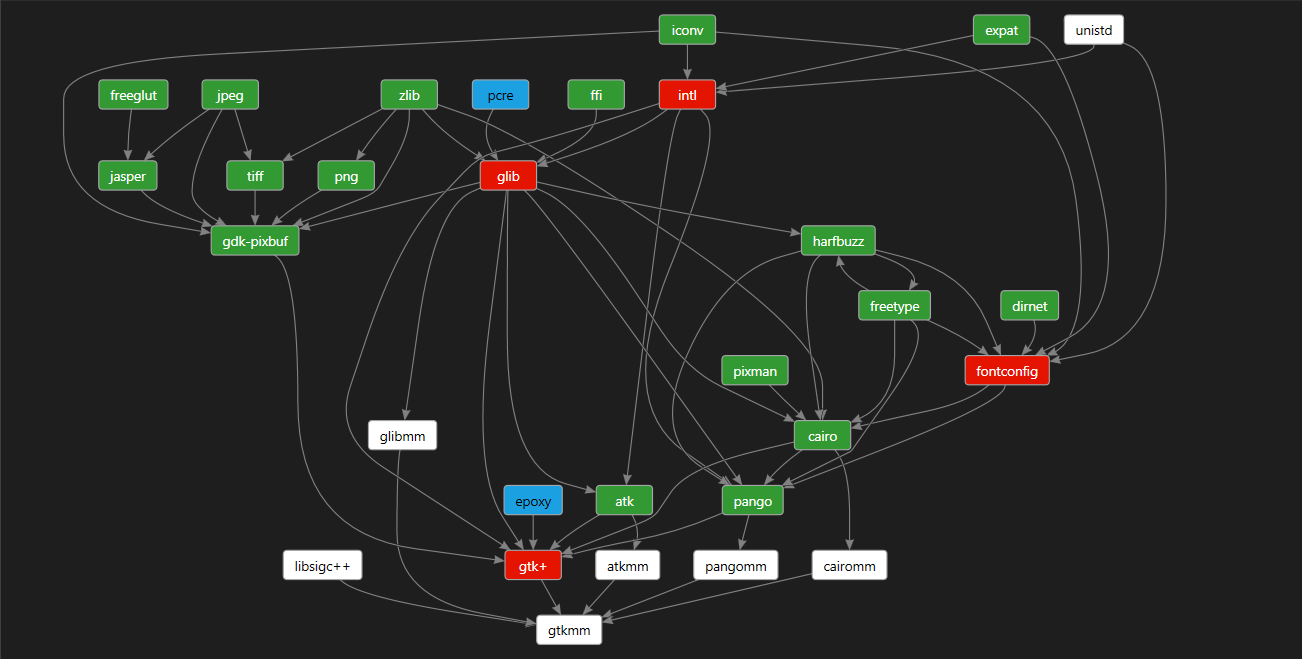 iconv
expat
unistd
freeglut
jpeg
zlib
pcre
ffi
intl
jasper
tiff
png
glib
gdk-pixbuf
harfbuzz
freetype
dirnet
pixman
fontconfig
glibmm
cairo
epoxy
atk
pango
libsigc++
gtk+
atkmm
pangomm
cairomm
gtkmm